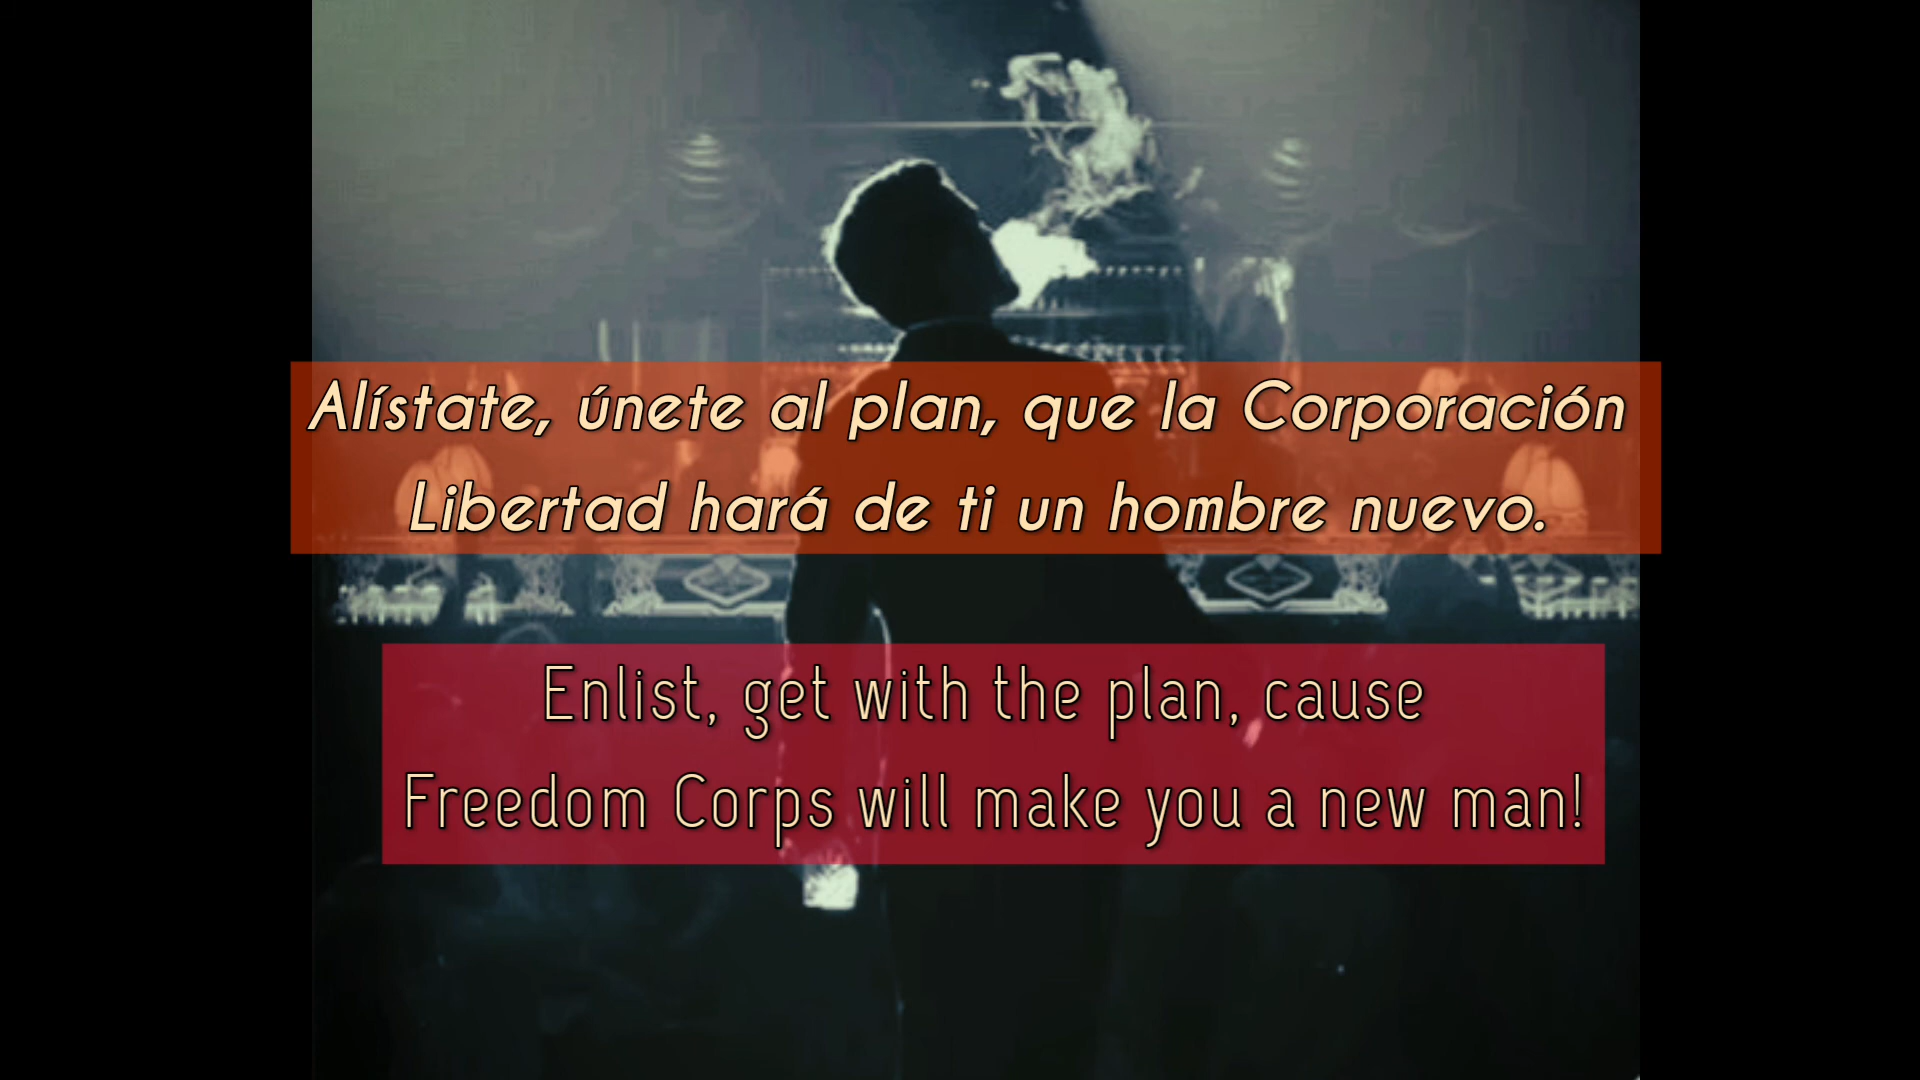 Alístate, únete al plan, que la Corporación
Libertad hará de ti un hombre nuevo.
Enlist, get with the plan, cause
Freedom Corps will make you a new man!